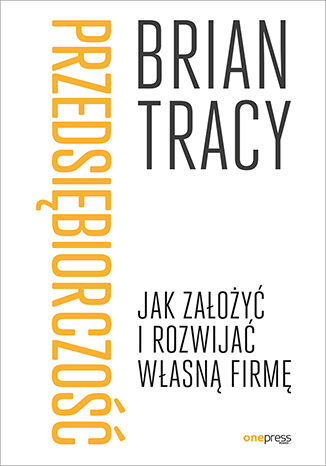 PRZEDSIĘBIORCZOŚĆ
BRIAN
TRACY
JAK ZAŁOŻYĆ
I ROZWIJAĆ
WŁASNĄ FIRMĘ
onepress